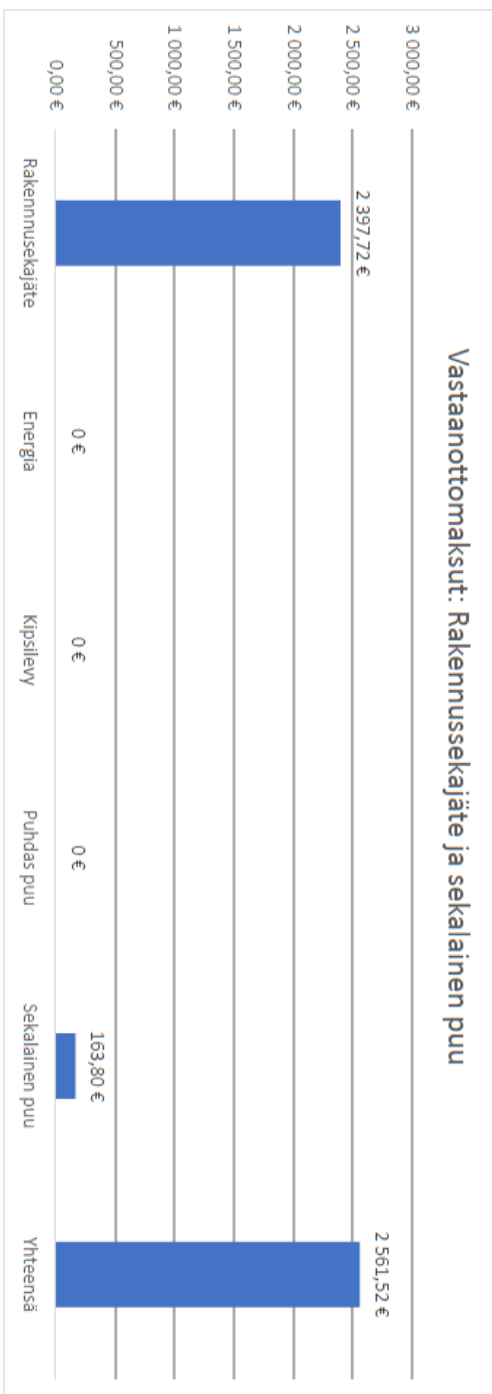 Vastaanottomaksut: Rakennussekajäte ja sekalainen puu
3 000,00 €
2 500,00 €
2 000,00 €
1 500,00 €
1 000,00 €
500,00 €
0,00 €
2 397,72 €
0 €
0 €
0 €
163,80 €
2 561,52 €
Rakennnusekajäte
Energia
Kipsilevy
Puhdas puu
Sekalainen puu
Yhteensä